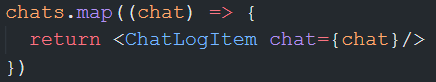 chats.map((chat) => {
  return <ChatLogItem chat={chat}/>
})